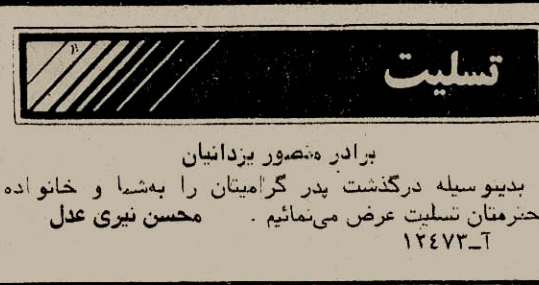 تسلیت
برادر منصور یزدانیان
بدینوسیله درگذشت پدر گرامیتان را به‌شما و خانواده
محترمتان تسلیت عرض می‌نمائیم . محسن نیری عدل
آ_۱۲۴۷۳